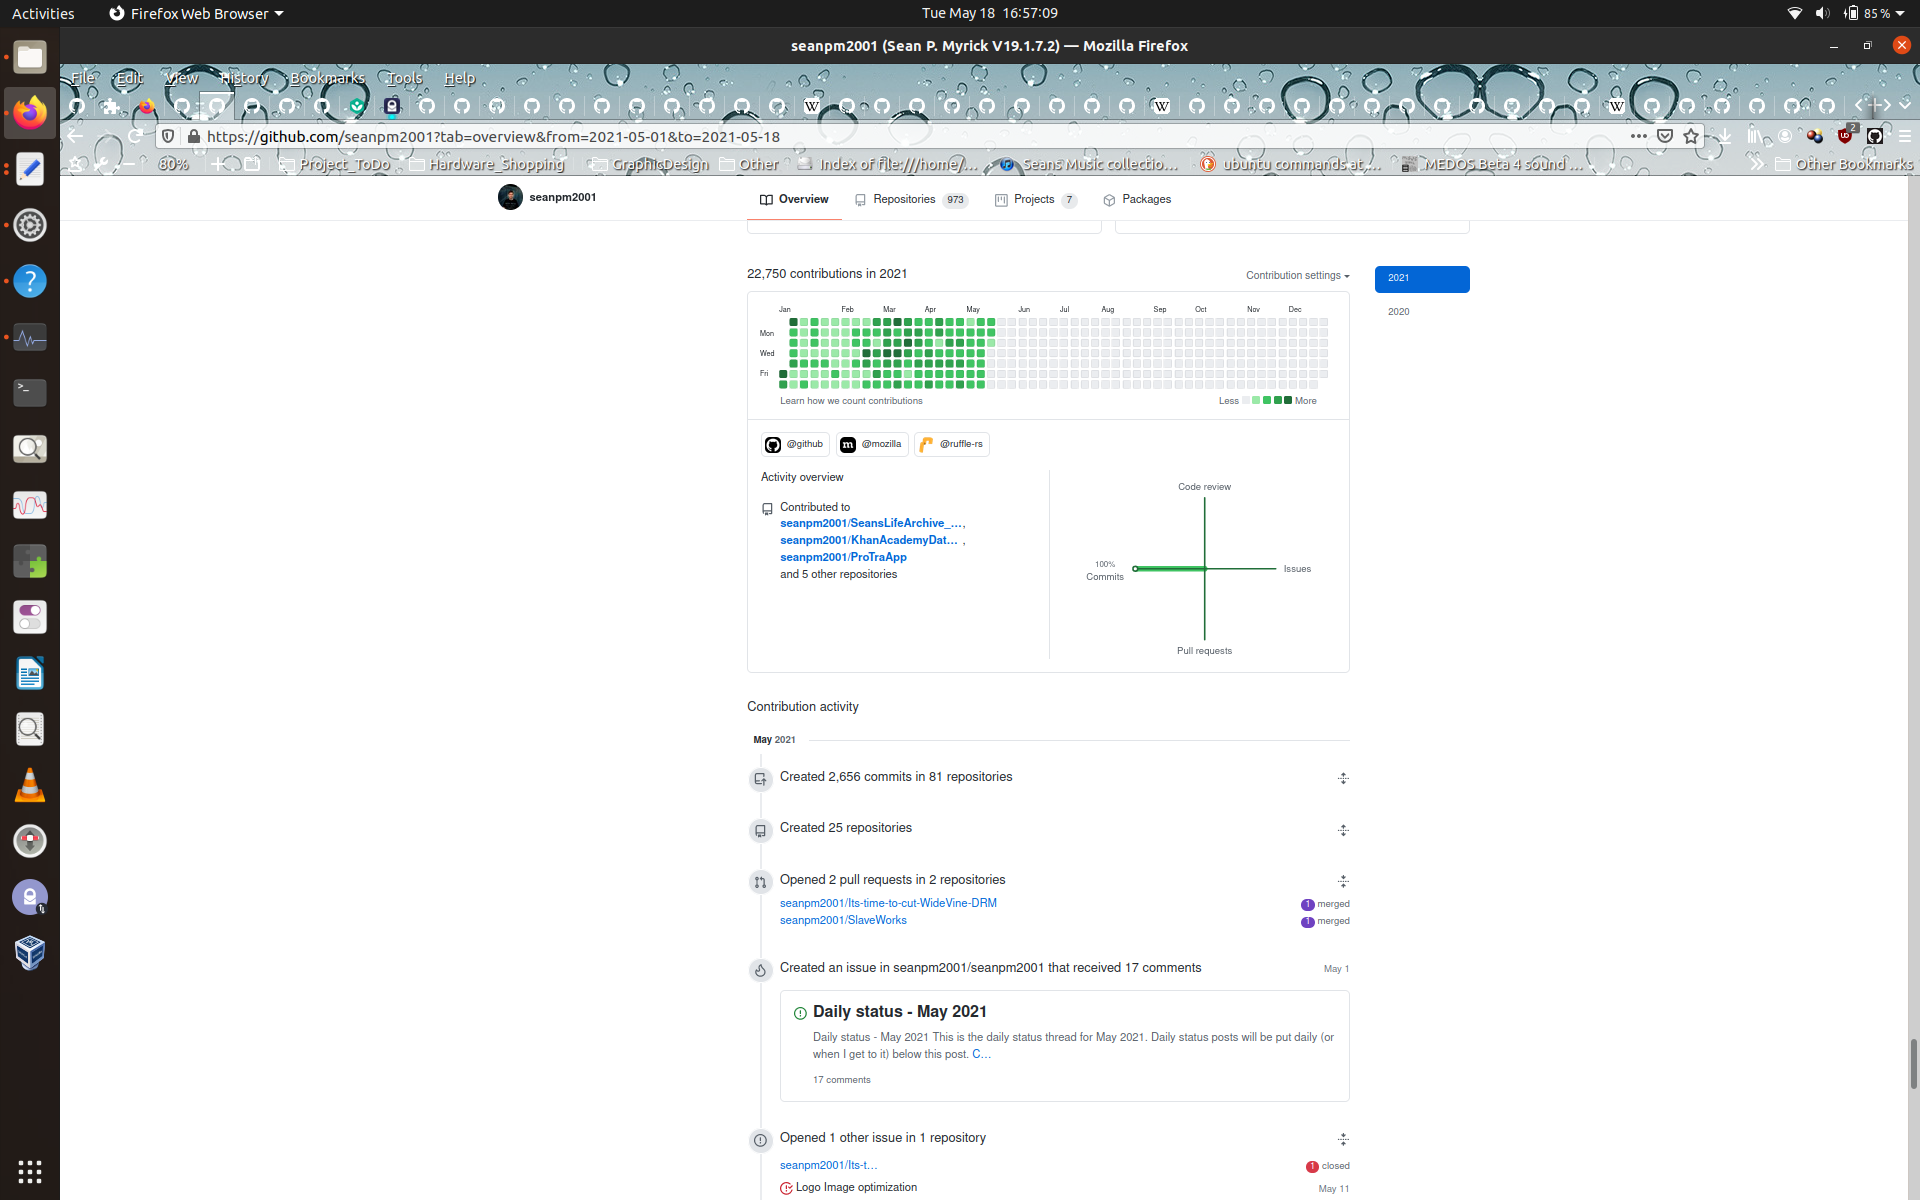 Activities
Firefox Web Browser
Tue May 18 16:57:09
85 %
seanpm2001 (Sean P. Myrick V19.1.7.2) — Mozilla Firefox
File Edit View History Bookmarks Tools Help
https://github.com/seanpm2001?tab=overview&from=2021-05-01&to=2021-05-18
2
80%
Project_ToDo
Hardware_Shopping
GraphicDesign
Other
Index of file:///home/…
Seans Music collectio…
ubuntu commands at …
MEDOS Beta 4 sound …
Other Bookmarks
seanpm2001
Overview
Repositories 973
Projects 7
Packages
22,750 contributions in 2021
Contribution settings
2021
2020
Jan Feb Mar Apr May Jun Jul Aug Sep Oct Nov Dec
Mon
Wed
Fri
Learn how we count contributions
Less More
@github
@mozilla
@ruffle-rs
Activity overview
Contributed to
seanpm2001/SeansLifeArchive_…,
seanpm2001/KhanAcademyDat… ,
seanpm2001/ProTraApp
and 5 other repositories
Code review
100%
Commits
Issues
Pull requests
Contribution activity
May 2021
Created 2,656 commits in 81 repositories
Created 25 repositories
Opened 2 pull requests in 2 repositories
seanpm2001/Its-time-to-cut-WideVine-DRM
1 merged
seanpm2001/SlaveWorks
1 merged
Created an issue in seanpm2001/seanpm2001 that received 17 comments
May 1
Daily status - May 2021
Daily status - May 2021 This is the daily status thread for May 2021. Daily status posts will be put daily (or
when I get to it) below this post. C…
17 comments
Opened 1 other issue in 1 repository
seanpm2001/Its-t…
1 closed
Logo Image optimization
May 11